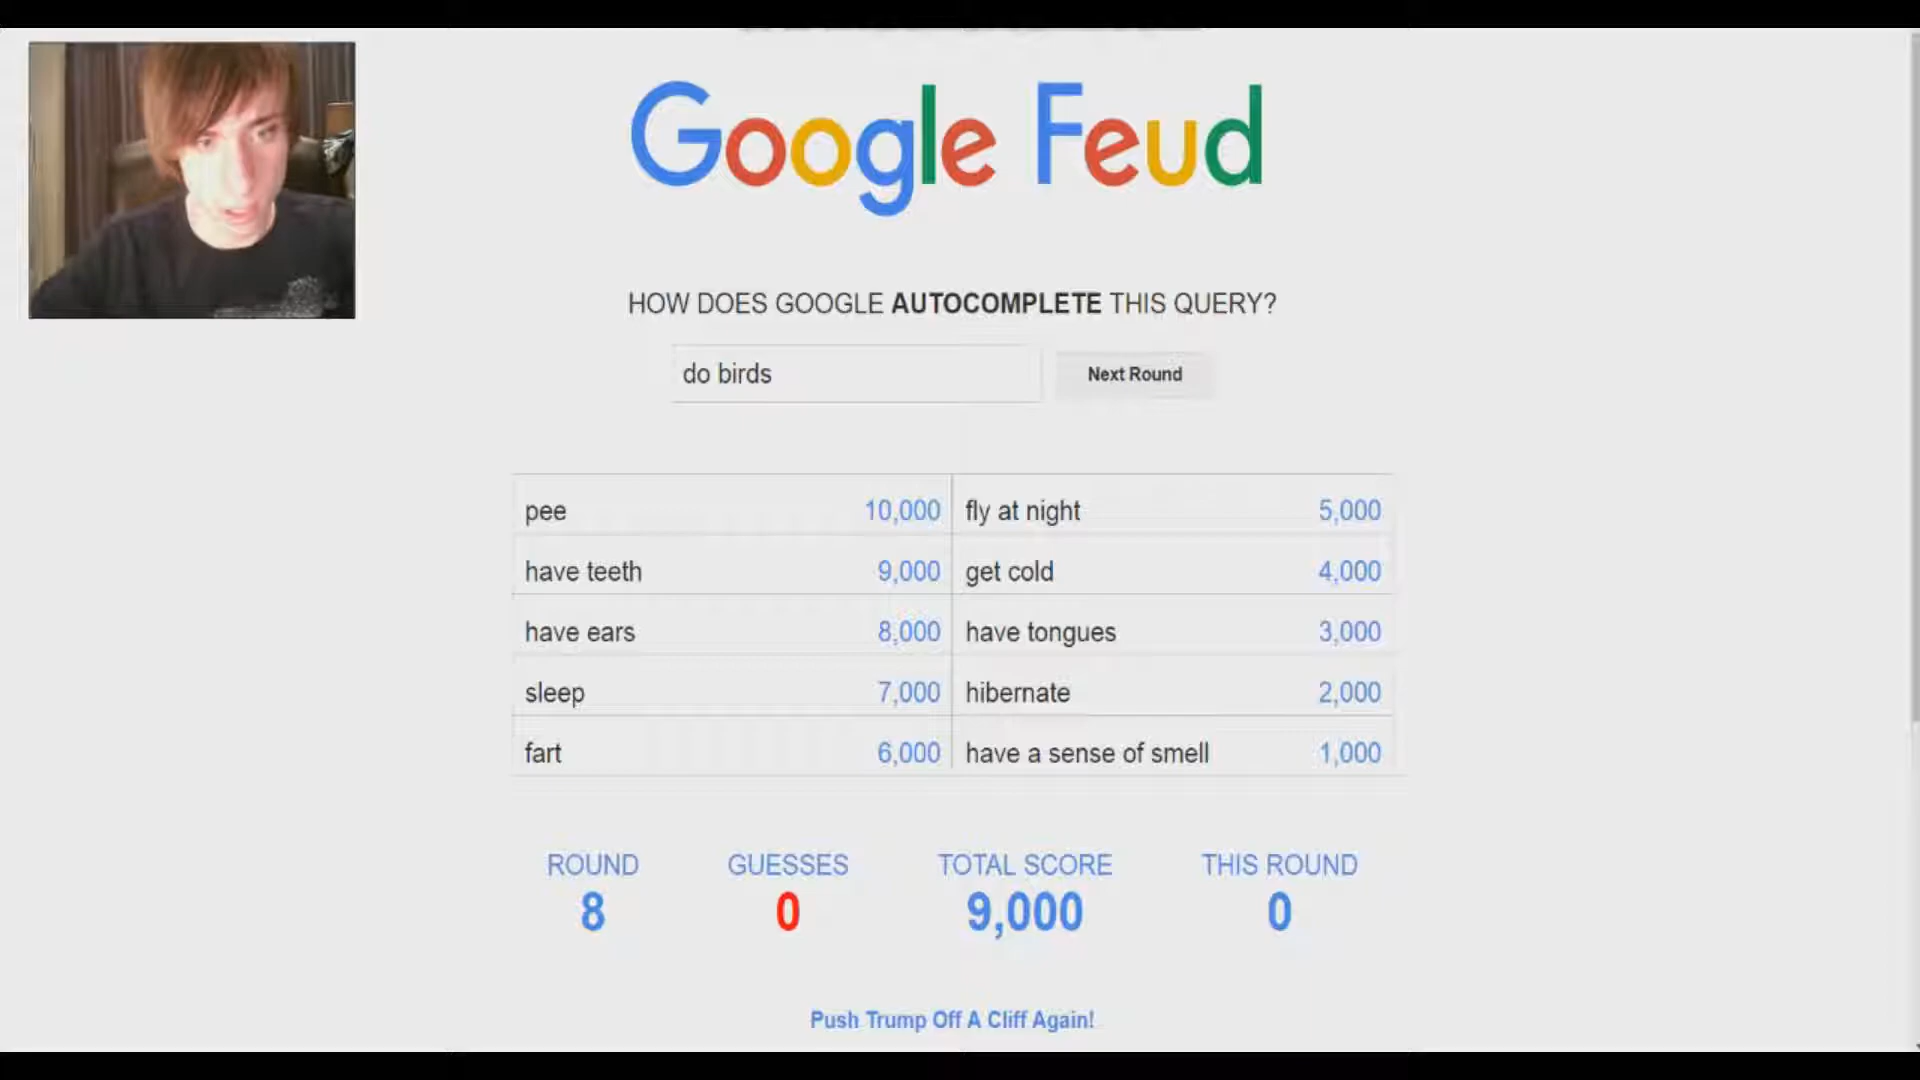 Google Feud
HOW DOES GOOGLE AUTOCOMPLETE THIS QUERY?
do birds
Next Round
pee 10,000 fly at night 5,000
have teeth 9,000 get cold 4,000
have ears 8,000 have tongues 3,000
sleep 7,000 hibernate 2,000
fart 6,000 have a sense of smell 1,000
ROUND GUESSES TOTAL SCORE THIS ROUND
8 0 9,000 0
Push Trump Off A Cliff Again!